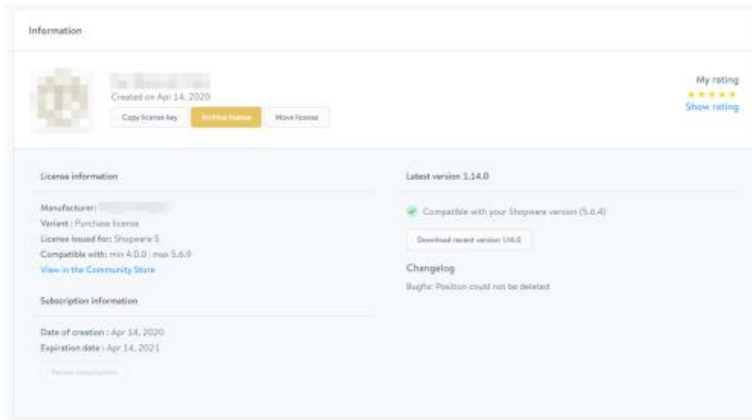 Information
Created on Apr 14, 2020
Copy license key
Archive license
Move license
My rating
Show rating
License information
Manufacturer:
Variant : Purchase license
License issued for: Shopware 5
Compatible with: min 4.0.0 | max 5.6.9
View in the Community Store
Subscription information
Date of creation : Apr 14, 2020
Expiration date : Apr 14, 2021
Renew subscription
Latest version 1.14.0
Compatible with your Shopware version (5.6.4)
Download recent version 1.14.0
Changelog
Bugfix: Position could not be deleted